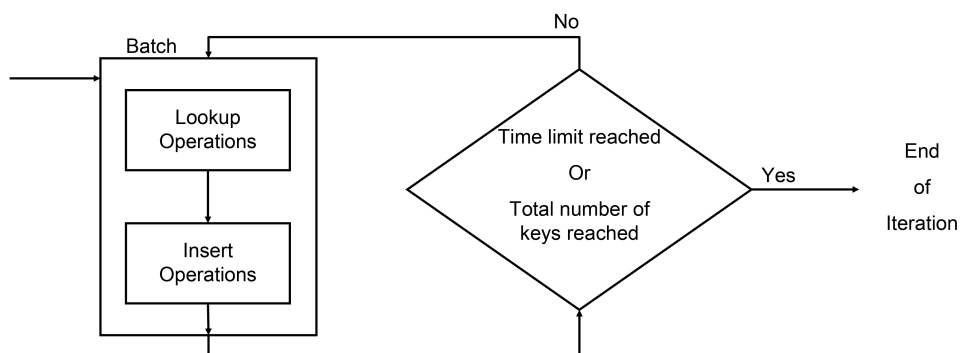 No
Batch
Lookup
Operations
Insert
Operations
Time limit reached
Or
Total number of
keys reached
Yes
End
of
Iteration